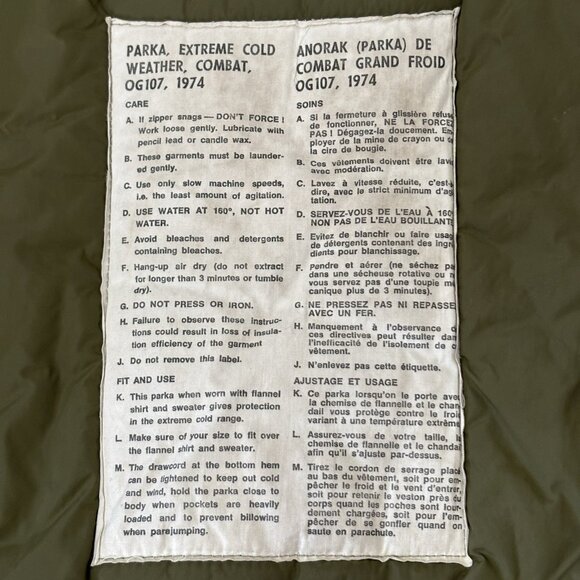 PARKA, EXTREME COLD
WEATHER, COMBAT,
OG107, 1974
CARE
A. If zipper snags — DON'T FORCE!
Work loose gently. Lubricate with
pencil lead or candle wax.
B. These garments must be launder-
ed gently.
C. Use only slow machine speeds,
i.e. the least amount of agitation.
D. USE WATER AT 160°, NOT HOT
WATER.
E. Avoid bleaches and detergents
containing bleaches.
F. Hang-up air dry (do not extract
for longer than 3 minutes or tumble
dry).
G. DO NOT PRESS OR IRON.
H. Failure to observe these instruc-
tions could result in loss of insula-
tion efficiency of the garment
J. Do not remove this label.
FIT AND USE
K. This parka when worn with flannel
shirt and sweater gives protection
in the extreme cold range.
L. Make sure of your size to fit over
the flannel shirt and sweater.
M. The drawcord at the bottom hem
can be tightened to keep out cold
and wind, hold the parka close to
body when pockets are heavily
loaded and to prevent billowing
when parajumping.
ANORAK (PARKA) DE
COMBAT GRAND FROID
OG107, 1974
SOINS
A. Si la fermeture à glissière refuse
de fonctionner, NE LA FORCEZ
PAS! Dégagez-la doucement. Em-
ployer de la mine de crayon ou de
la cire de bougie.
B. Ces vêtements doivent être lavés
avec modération.
C. Lavez à vitesse réduite, c'est-à-
dire, avec le strict minimum d'agi-
tation.
D. SERVEZ-VOUS DE L'EAU À 160°
NON PAS DE L'EAU BOUILLANTE
E. Evitez de blanchir ou faire usage
de détergents contenant des ingré-
dients pour blanchissage.
F. Pendre et aérer (ne séchez pas
dans une sécheuse rotative ou ne
vous servez pas d'une toupie mé-
canique plus de 3 minutes).
G. NE PRESSEZ PAS NI REPASSEZ
AVEC UN FER.
H. Manquement à l'observance de
ces directives peut résulter dans
l'inefficacité de l'isolement de ce
vêtement.
J. N'enlevez pas cette étiquette.
AJUSTAGE ET USAGE
K. Ce parka lorsqu'on le porte avec
la chemise de flannelle et le chan-
dail vous protège contre le froid
variant à une température extrême
L. Assurez-vous de votre taille, la
chemise de flannelle et le chandail
afin qu'il s'ajuste par-dessus.
M. Tirez le cordon de serrage placé
au bas du vêtement, soit pour em-
pêcher le froid et le vent d'entrer,
soit pour retenir le veston près du
corps quand les poches sont lour-
dement chargées, soit pour l'em-
pêcher de se gonfler quand on
saute en parachute.